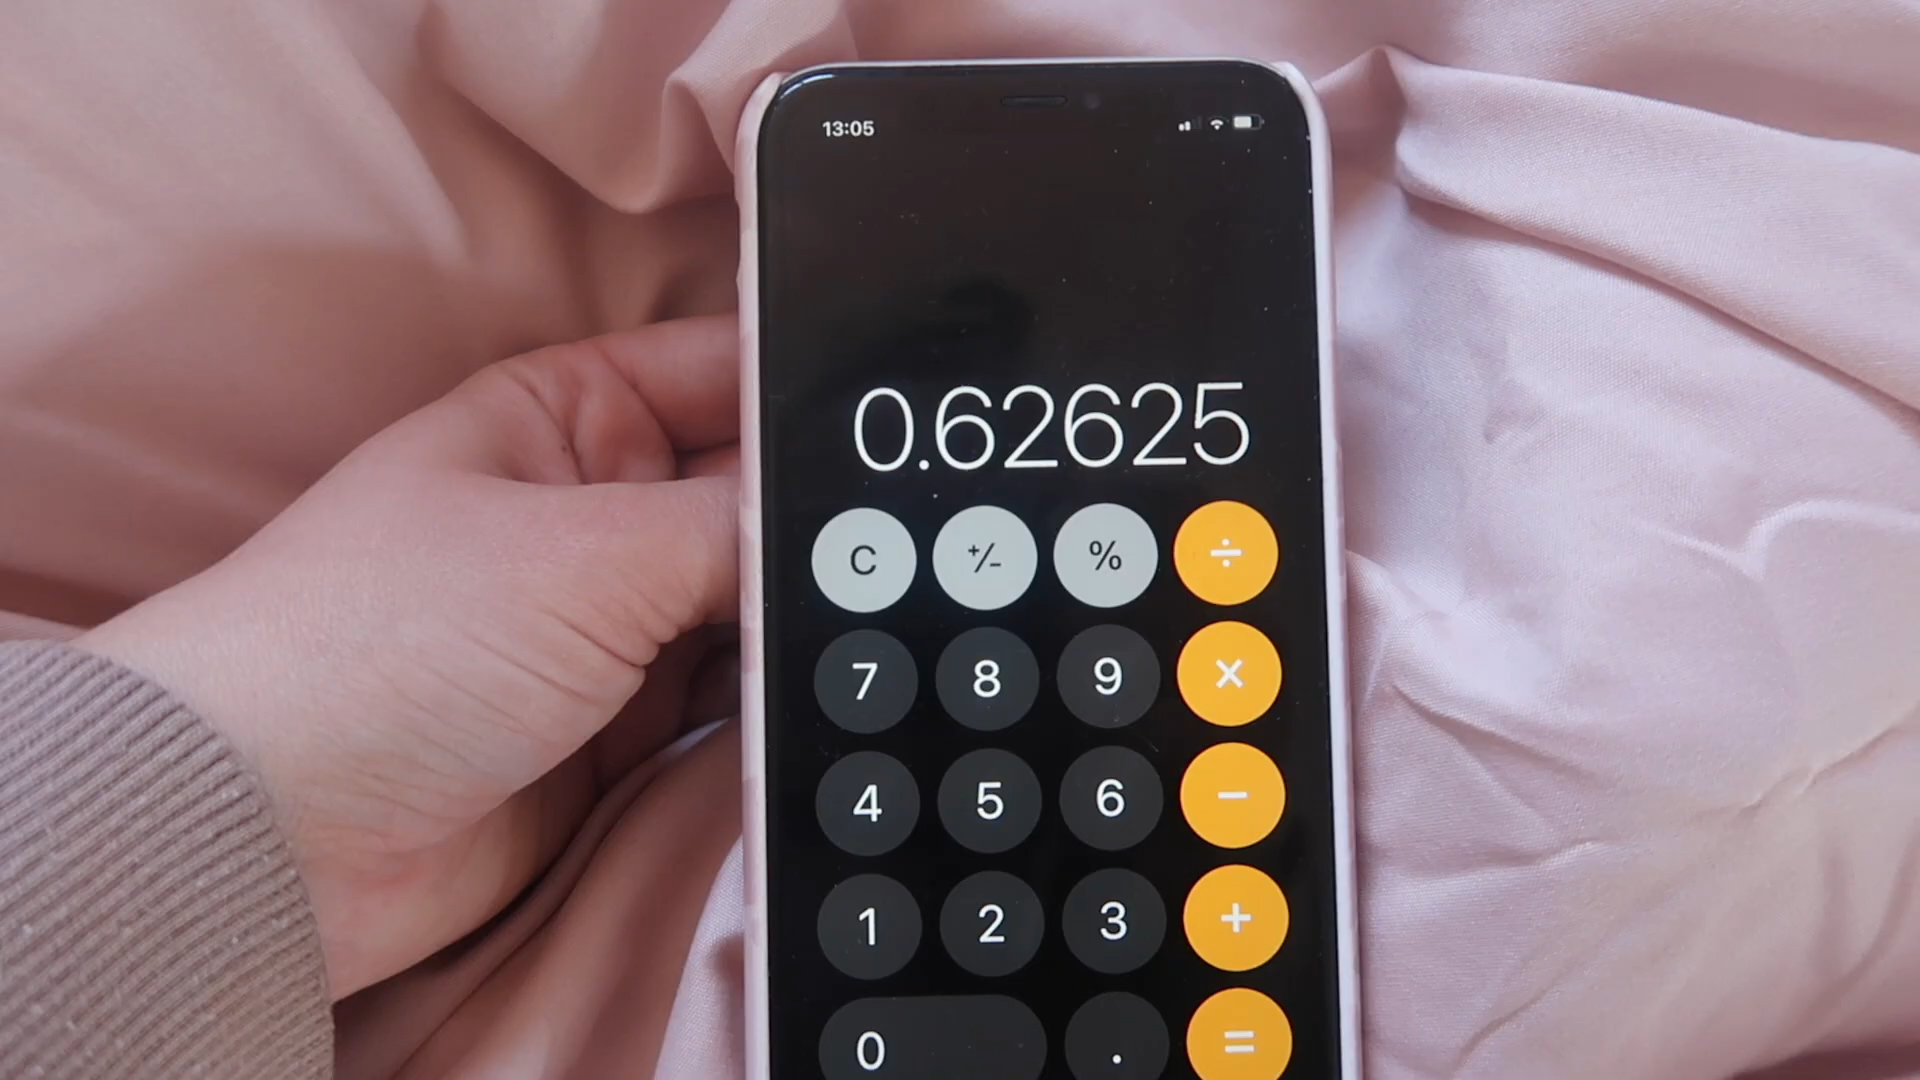 13:05
0.62625
C +/- % ÷
7 8 9 ×
4 5 6 −
1 2 3 +
0 . =